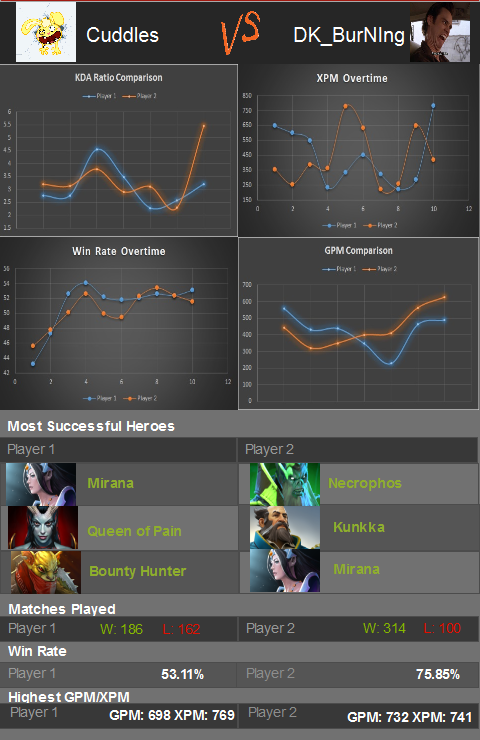 Cuddles VS DK_BurNIng
KDA Ratio Comparison
Player 1 Player 2
6
5.5
5
4.5
4
3.5
3
2.5
2
1.5
XPM Overtime
850
750
650
550
450
350
250
150
0 2 4 6 8 10 12
Player 1 Player 2
Win Rate Overtime
56
54
52
50
48
46
44
42
0 2 4 6 8 10 12
Player 1 Player 2
GPM Comparison
Player 1 Player 2
700
600
500
400
300
200
100
0
Most Successful Heroes
Player 1 Player 2
Mirana Necrophos
Queen of Pain Kunkka
Bounty Hunter Mirana
Matches Played
Player 1 W: 186 L: 162 Player 2 W: 314 L: 100
Win Rate
Player 1 53.11% Player 2 75.85%
Highest GPM/XPM
Player 1 GPM: 698 XPM: 769 Player 2 GPM: 732 XPM: 741